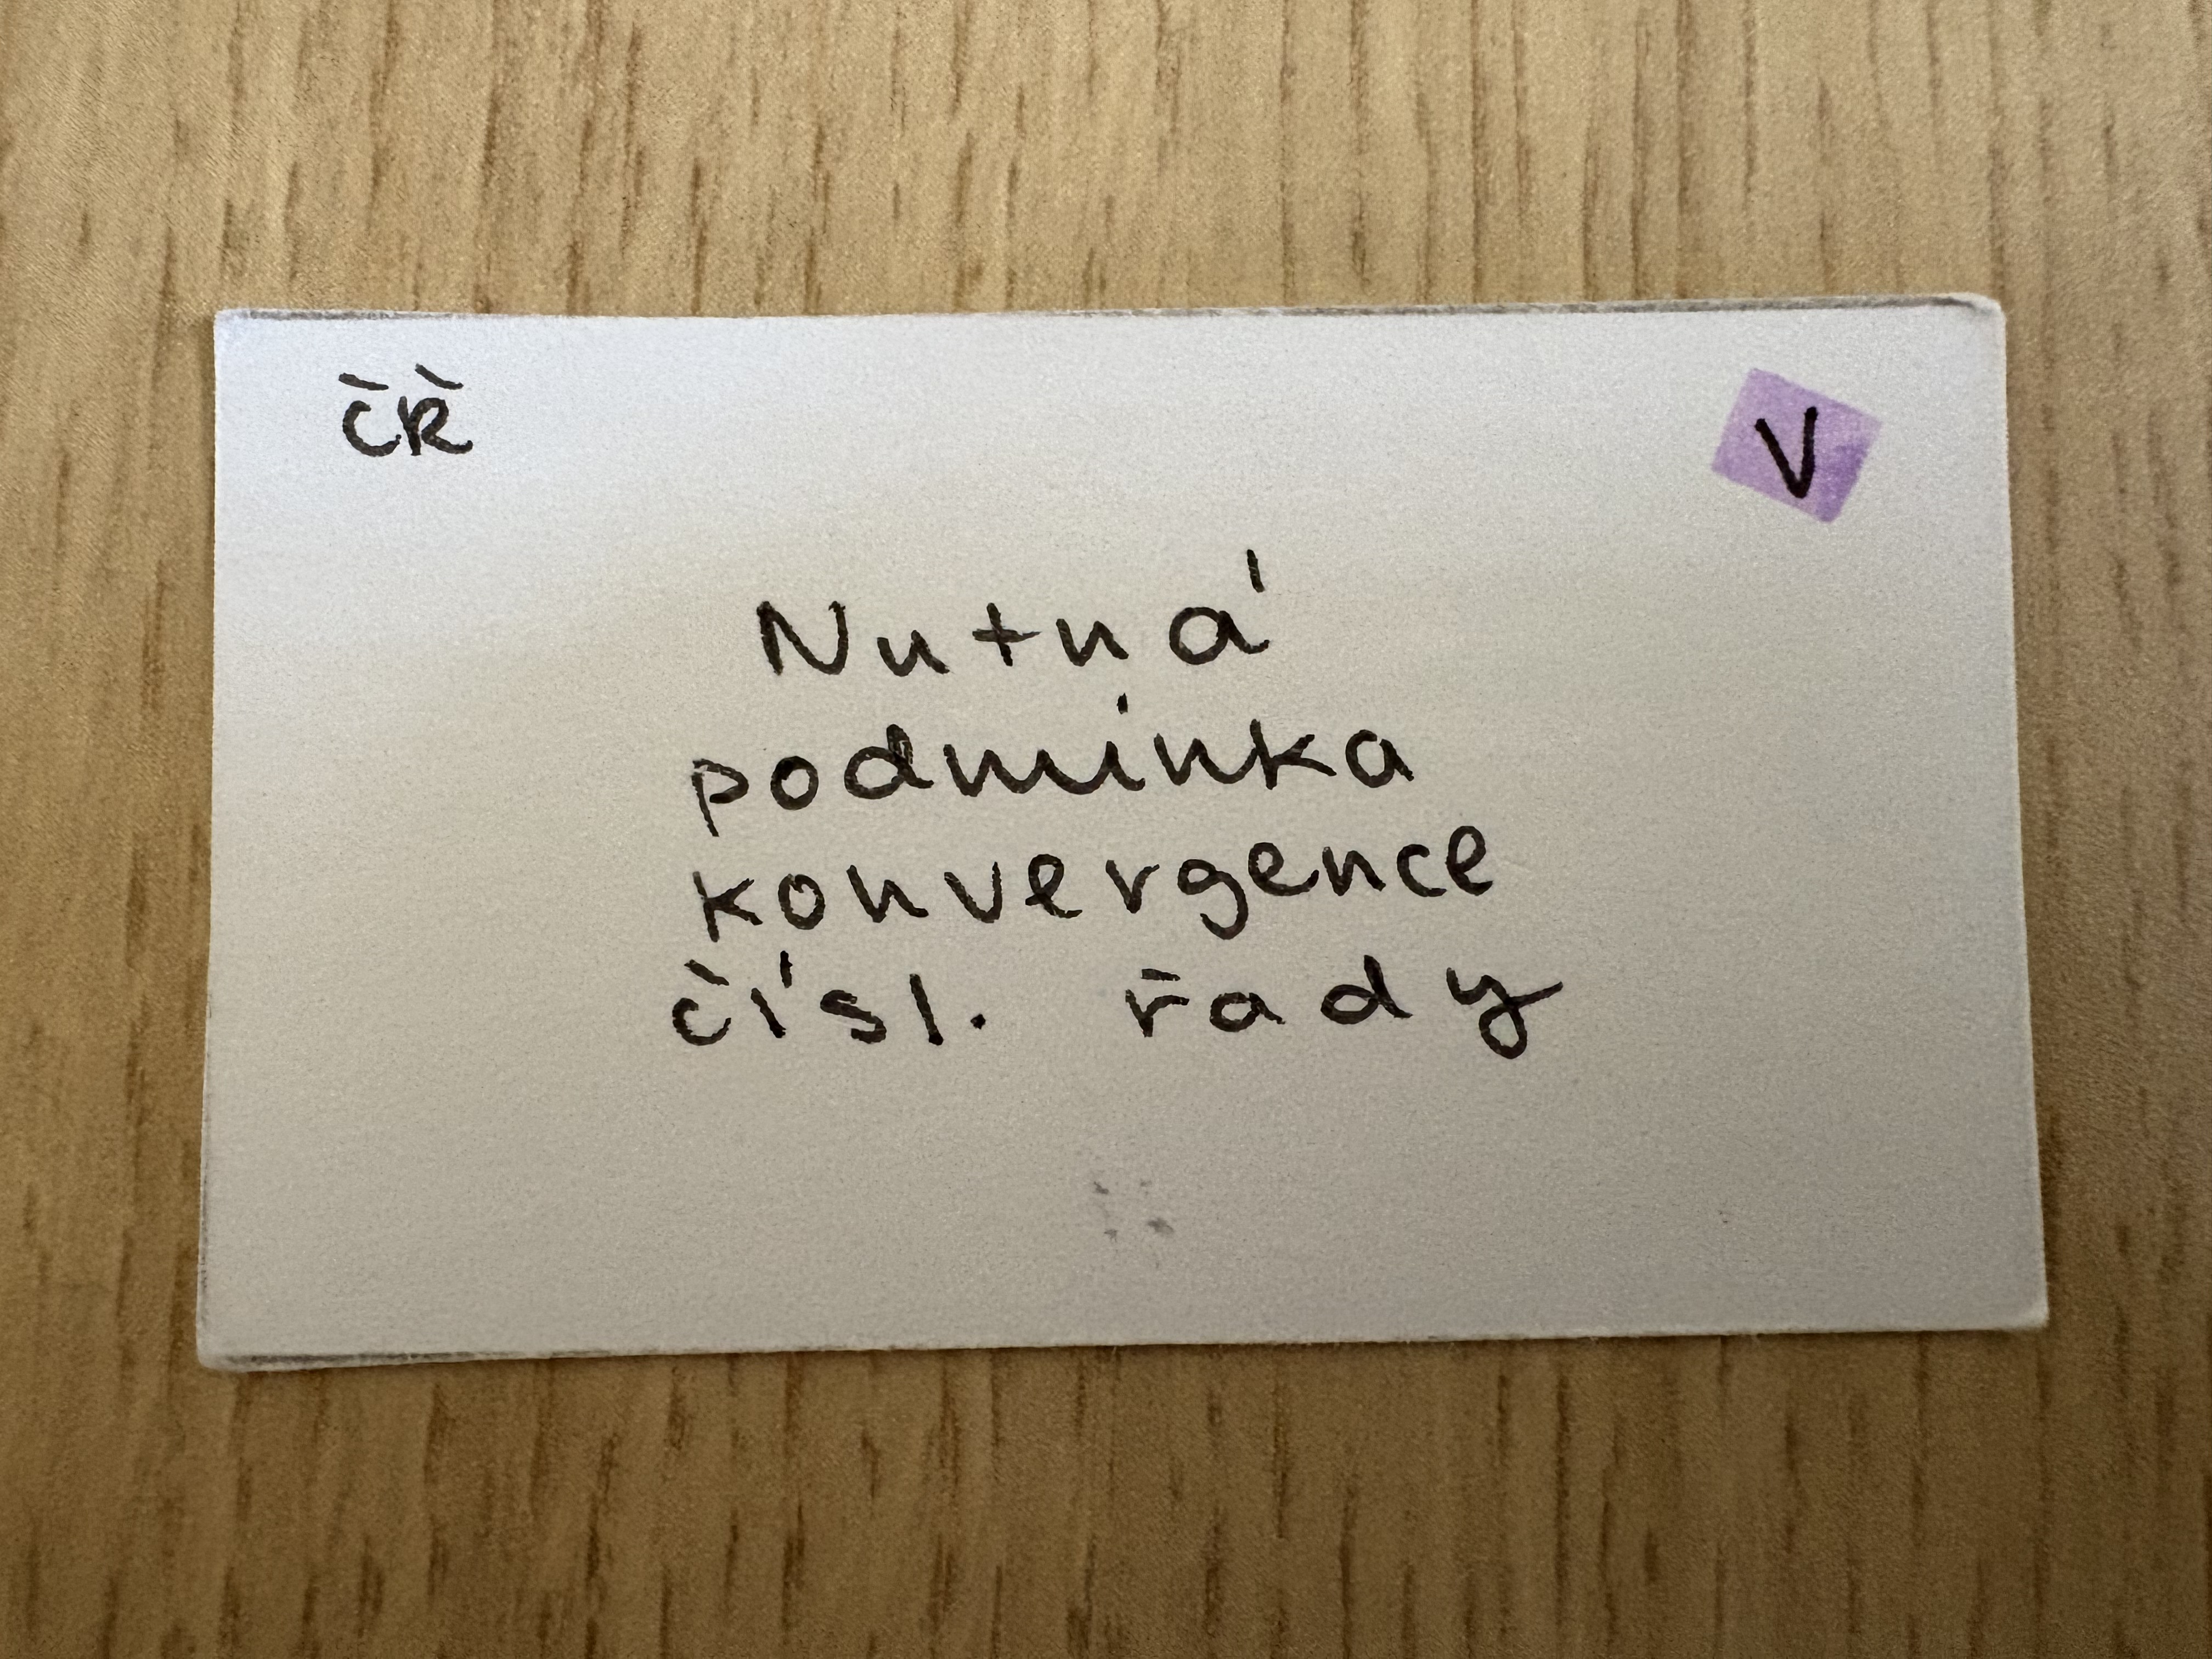 ČŘ
V
Nutná
podmínka
konvergence
čísl. řady